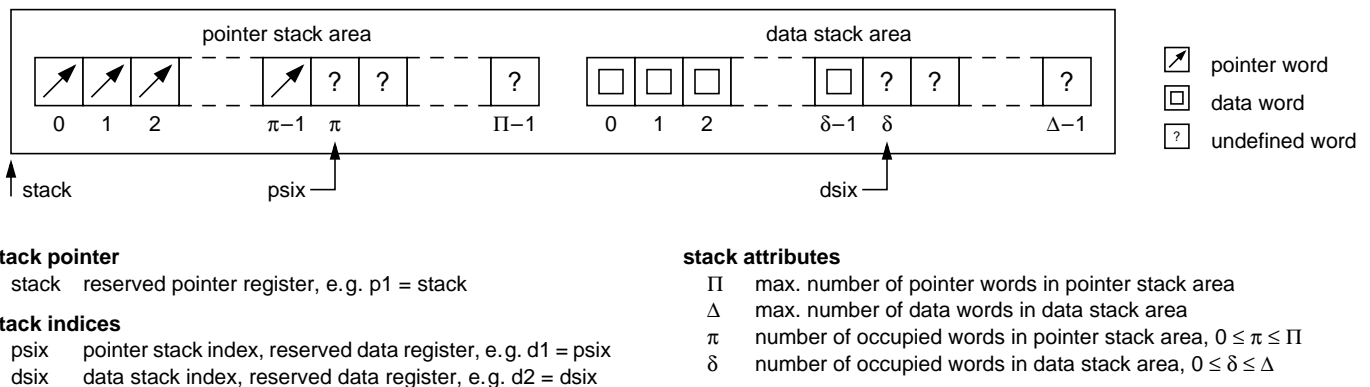 pointer stack area
data stack area
? ? ? ? ? ?
0 1 2 π−1 π Π−1 0 1 2 δ−1 δ Δ−1
pointer word
data word
? undefined word
stack psix dsix
tack pointer
stack reserved pointer register, e.g. p1 = stack
tack indices
psix pointer stack index, reserved data register, e.g. d1 = psix
dsix data stack index, reserved data register, e.g. d2 = dsix
stack attributes
Π max. number of pointer words in pointer stack area
Δ max. number of data words in data stack area
π number of occupied words in pointer stack area, 0 ≤ π ≤ Π
δ number of occupied words in data stack area, 0 ≤ δ ≤ Δ